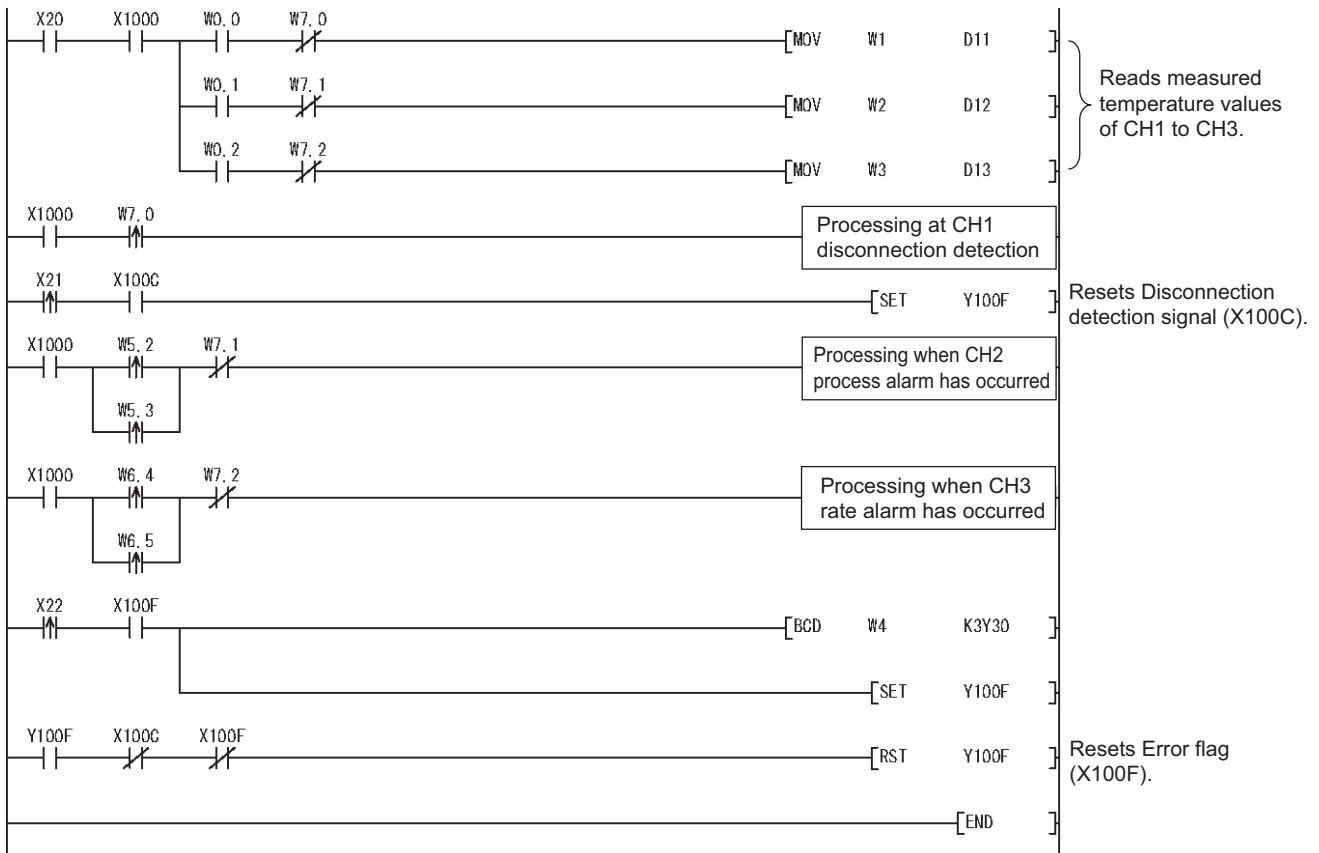 X20 X1000 W0.0 W7.0
[MOV W1 D11 ]
W0.1 W7.1
[MOV W2 D12 ]
W0.2 W7.2
[MOV W3 D13 ]
Reads measured
temperature values
of CH1 to CH3.
X1000 W7.0
Processing at CH1
disconnection detection
X21 X100C
[SET Y100F ]
Resets Disconnection
detection signal (X100C).
X1000 W5.2 W7.1
Processing when CH2
process alarm has occurred
W5.3
X1000 W6.4 W7.2
Processing when CH3
rate alarm has occurred
W6.5
X22 X100F
[BCD W4 K3Y30 ]
[SET Y100F ]
Y100F X100C X100F
[RST Y100F ]
Resets Error flag
(X100F).
[END ]